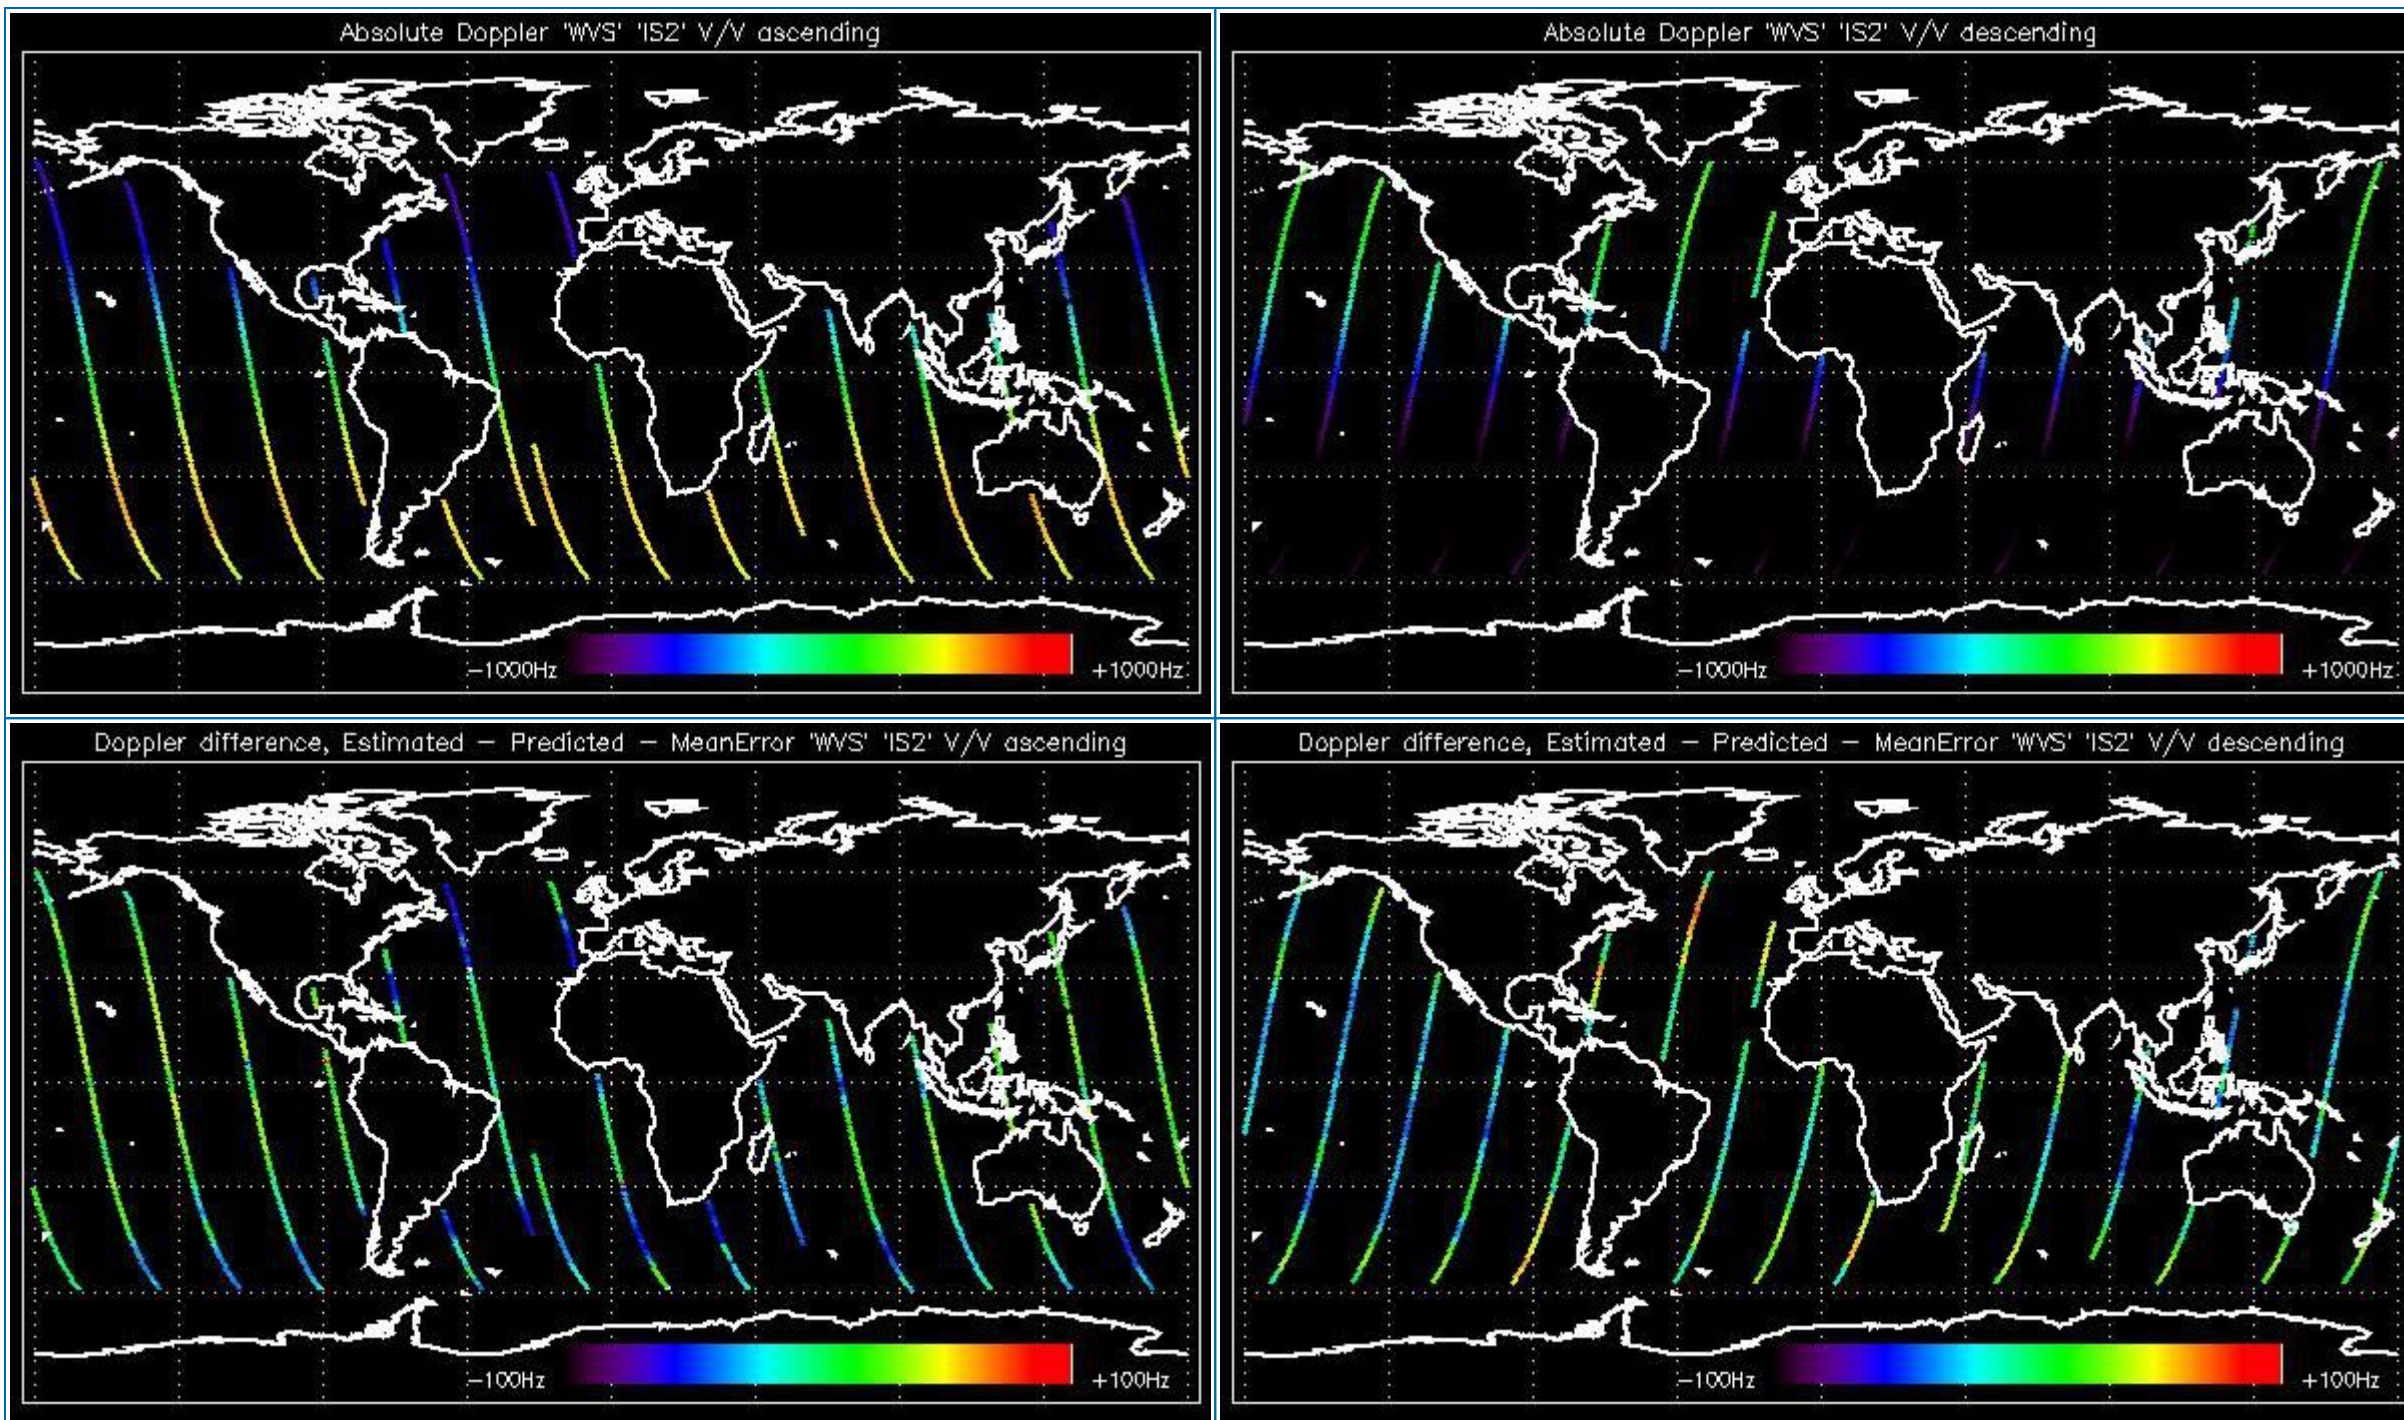 Absolute Doppler 'WVS' 'IS2' V/V ascending
-1000Hz
+1000Hz
Absolute Doppler 'WVS' 'IS2' V/V descending
-1000Hz
+1000Hz
Doppler difference, Estimated - Predicted - MeanError 'WVS' 'IS2' V/V ascending
-100Hz
+100Hz
Doppler difference, Estimated - Predicted - MeanError 'WVS' 'IS2' V/V descending
-100Hz
+100Hz